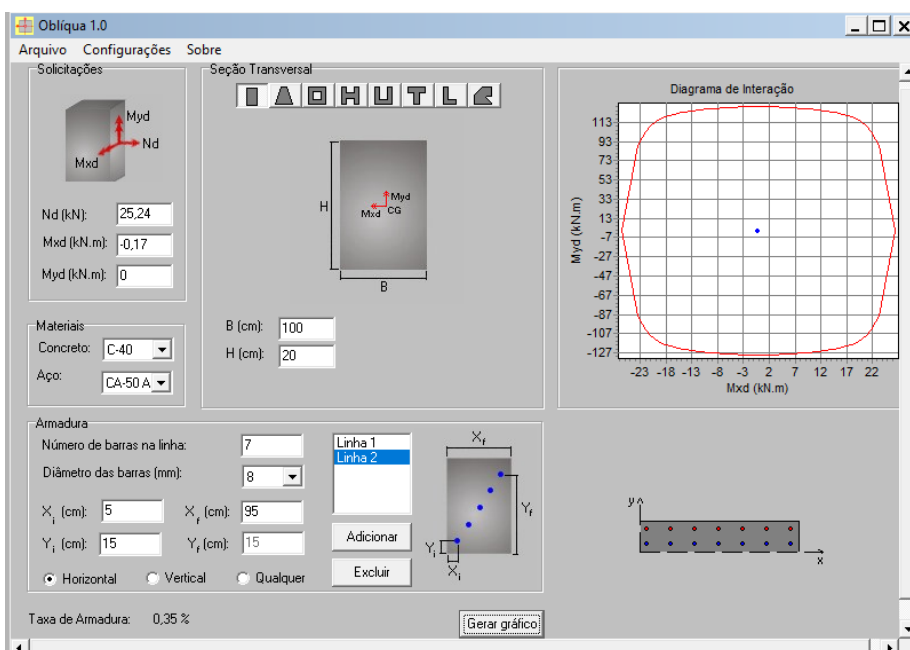 Oblíqua 1.0
Arquivo Configurações Sobre
Solicitações
Myd
Nd
Mxd
Nd (kN): 25,24
Mxd (kN.m): -0,17
Myd (kN.m): 0
Seção Transversal
H
Myd
Mxd CG
B
B (cm): 100
H (cm): 20
Diagrama de Interação
Myd (kN.m)
113
93
73
53
33
13
-7
-27
-47
-67
-87
-107
-127
-23 -18 -13 -8 -3 2 7 12 17 22
Mxd (kN.m)
Materiais
Concreto: C-40
Aço: CA-50 A
Armadura
Número de barras na linha: 7
Diâmetro das barras (mm): 8
Xi (cm): 5 Xf (cm): 95
Yi (cm): 15 Yf (cm): 15
Horizontal Vertical Qualquer
Linha 1
Linha 2
Adicionar
Excluir
Xf
Yf
Yi
Xi
y
x
Taxa de Armadura: 0,35 %
Gerar gráfico